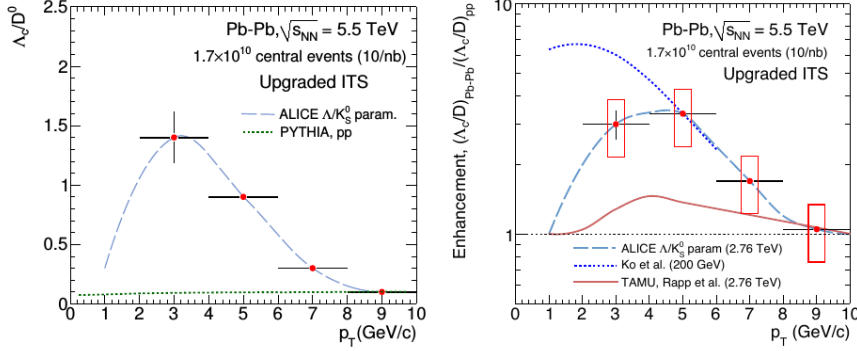 Λc/D⁰
2.5
2
1.5
1
0.5
0
Pb-Pb, √sNN = 5.5 TeV
1.7×10¹⁰ central events (10/nb)
Upgraded ITS
ALICE Λ/K⁰S param.
PYTHIA, pp
0 1 2 3 4 5 6 7 8 9 10
pT(GeV/c)
Enhancement, (Λc/D)Pb-Pb/(Λc/D)pp
1
Pb-Pb, √sNN = 5.5 TeV
1.7×10¹⁰ central events (10/nb)
Upgraded ITS
ALICE Λ/K⁰S param (2.76 TeV)
Ko et al. (200 GeV)
TAMU, Rapp et al. (2.76 TeV)
0 1 2 3 4 5 6 7 8 9 10
pT (GeV/c)